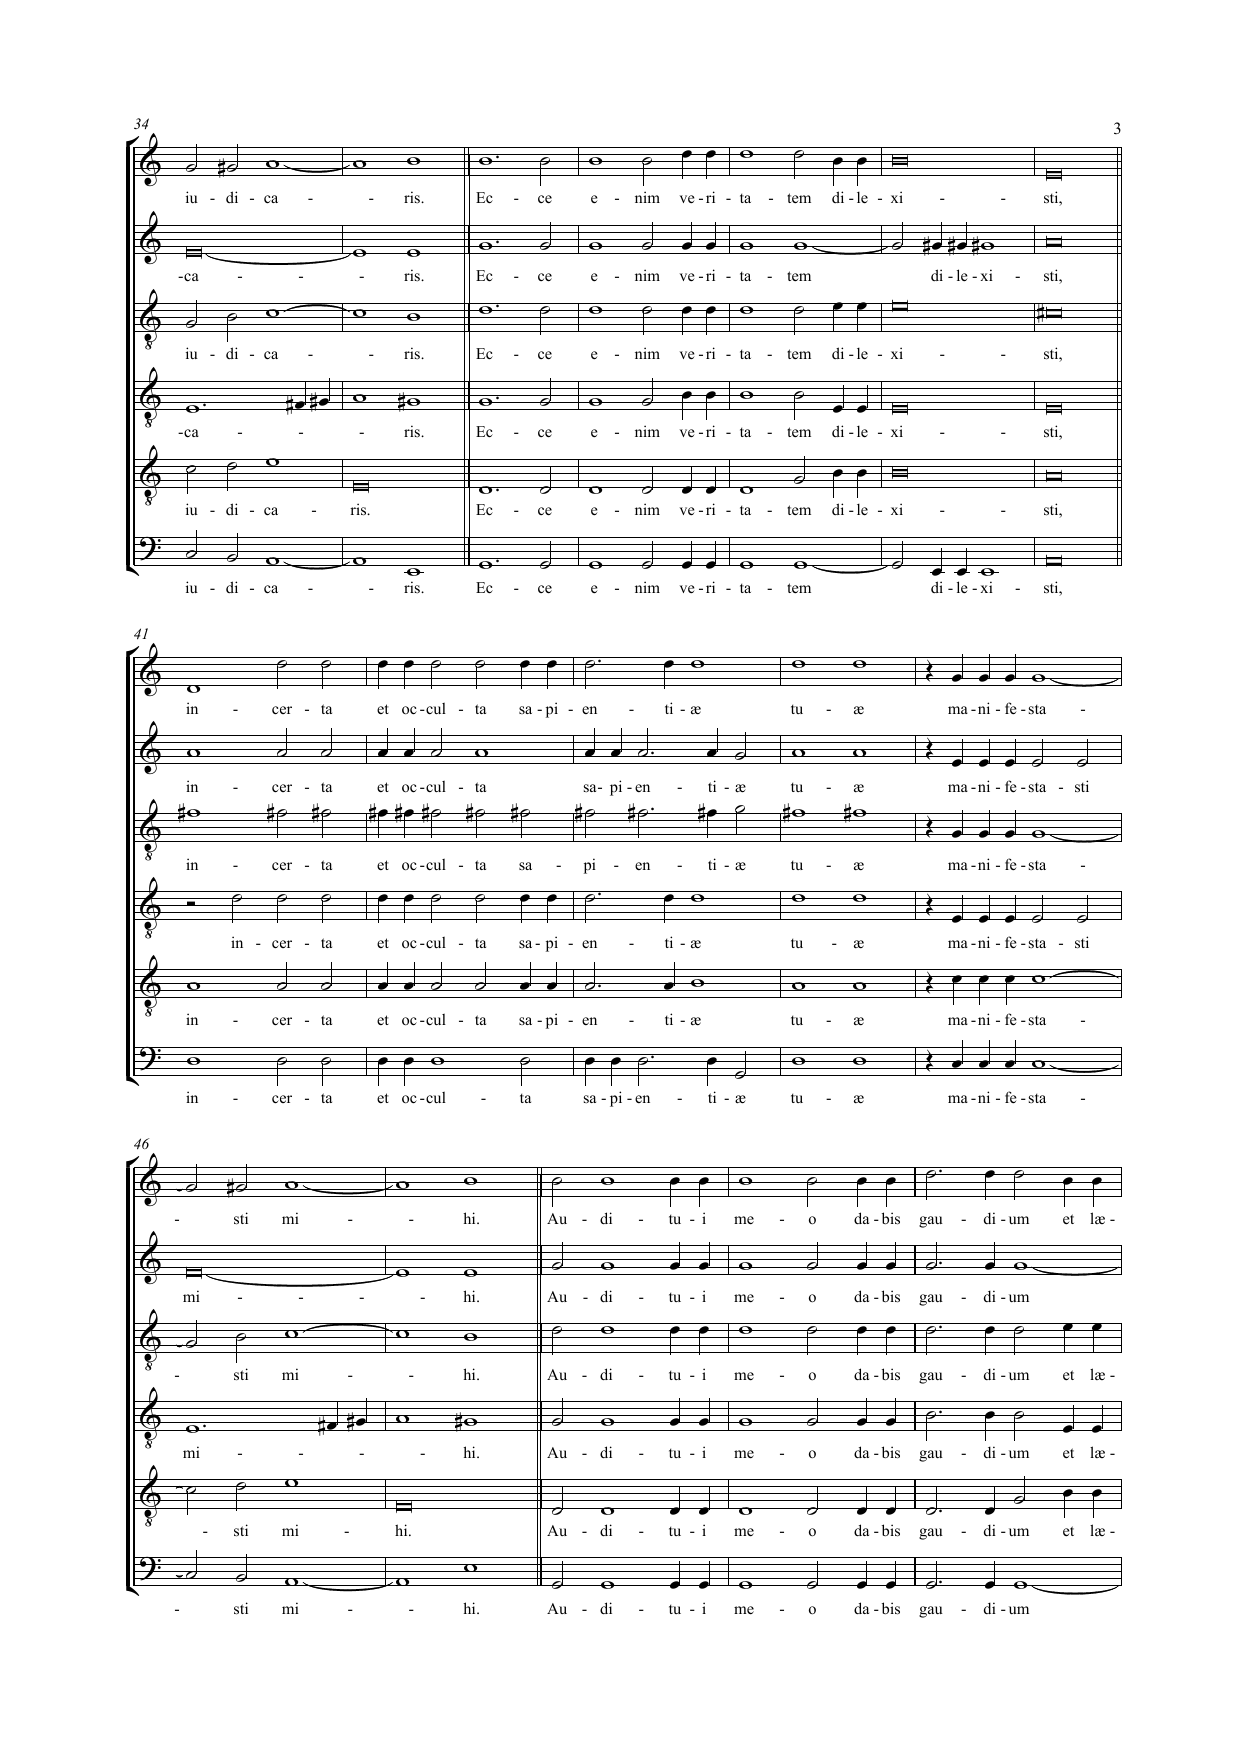 34
3
iu - di - ca - - ris. Ec - ce e - nim ve - ri - ta - tem di - le - xi - - sti,
-ca - - - ris. Ec - ce e - nim ve - ri - ta - tem di - le - xi - sti,
iu - di - ca - - ris. Ec - ce e - nim ve - ri - ta - tem di - le - xi - - sti,
-ca - - - ris. Ec - ce e - nim ve - ri - ta - tem di - le - xi - - sti,
iu - di - ca - ris. Ec - ce e - nim ve - ri - ta - tem di - le - xi - - sti,
iu - di - ca - - ris. Ec - ce e - nim ve - ri - ta - tem di - le - xi - sti,
41
in - cer - ta et oc - cul - ta sa - pi - en - ti - æ tu - æ ma - ni - fe - sta -
in - cer - ta et oc - cul - ta sa - pi - en - ti - æ tu - æ ma - ni - fe - sta - sti
in - cer - ta et oc - cul - ta sa - pi - en - ti - æ tu - æ ma - ni - fe - sta -
in - cer - ta et oc - cul - ta sa - pi - en - ti - æ tu - æ ma - ni - fe - sta - sti
in - cer - ta et oc - cul - ta sa - pi - en - ti - æ tu - æ ma - ni - fe - sta -
in - cer - ta et oc - cul - ta sa - pi - en - ti - æ tu - æ ma - ni - fe - sta -
46
- sti mi - - hi. Au - di - tu - i me - o da - bis gau - di - um et læ -
mi - - - hi. Au - di - tu - i me - o da - bis gau - di - um
- sti mi - - hi. Au - di - tu - i me - o da - bis gau - di - um et læ -
mi - - - hi. Au - di - tu - i me - o da - bis gau - di - um et læ -
- sti mi - hi. Au - di - tu - i me - o da - bis gau - di - um et læ -
- sti mi - - hi. Au - di - tu - i me - o da - bis gau - di - um